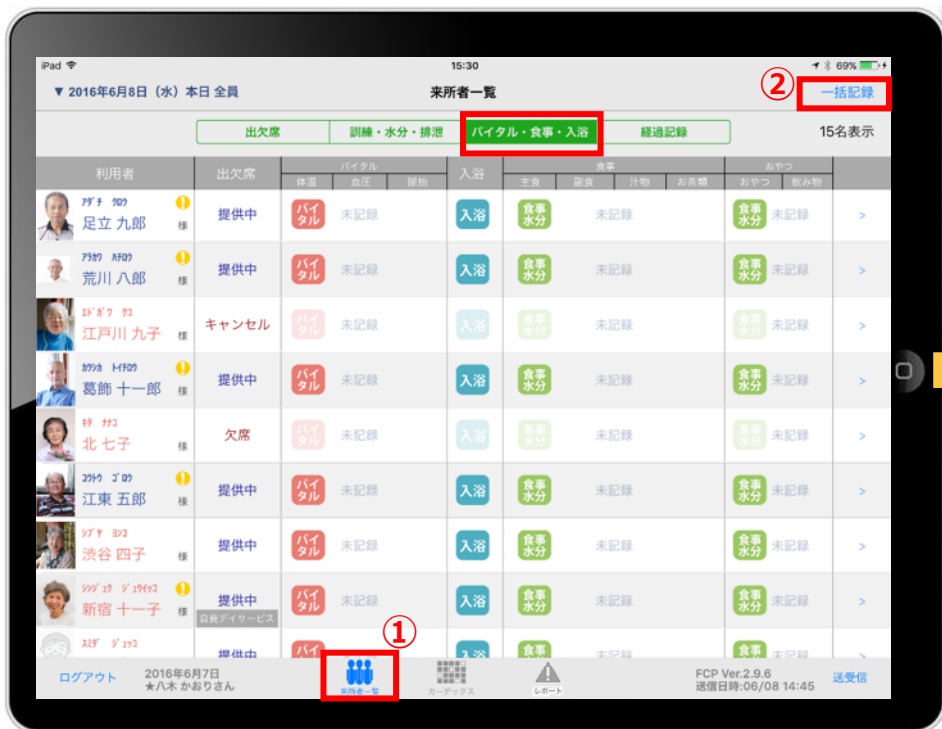 iPad 15:30 69%
②
▼ 2016年6月8日（水）本日 全員 来所者一覧 一括記録
出欠席 訓練・水分・排泄 バイタル・食事・入浴 経過記録 15名表示
利用者 出欠席 バイタル 入浴 食事 おやつ
体温 血圧 脈拍 主食 副食 汁物 お茶類 おやつ 飲み物
ｱﾀﾞﾁ ｸﾛｳ
足立 九郎 様 提供中 バイタル 未記録 入浴 食事水分 未記録 食事水分 未記録 >
ｱﾗｶﾜ ﾊﾁﾛｳ
荒川 八郎 様 提供中 バイタル 未記録 入浴 食事水分 未記録 食事水分 未記録 >
ｴﾄﾞｶﾞﾜ ｸｺ
江戸川 九子 様 キャンセル バイタル 未記録 入浴 食事水分 未記録 食事水分 未記録 >
ｶﾂｼｶ ﾄｲﾁﾛｳ
葛飾 十一郎 様 提供中 バイタル 未記録 入浴 食事水分 未記録 食事水分 未記録 >
ｷﾀ ﾅﾅｺ
北 七子 様 欠席 バイタル 未記録 入浴 食事水分 未記録 食事水分 未記録 >
ｺｳﾄｳ ｺﾞﾛｳ
江東 五郎 様 提供中 バイタル 未記録 入浴 食事水分 未記録 食事水分 未記録 >
ｼﾌﾞﾔ ﾖﾝｺ
渋谷 四子 様 提供中 バイタル 未記録 入浴 食事水分 未記録 食事水分 未記録 >
ｼﾝｼﾞｭｸ ｼﾞｭｳｲﾁｺ
新宿 十一子 様 提供中 バイタル 未記録 入浴 食事水分 未記録 食事水分 未記録 >
自費デイサービス
①
ｽﾐﾀﾞ ｼﾞｭｯｺ
提供中 バイ 未記録 入浴 食事 未記録 食事 未記録
ログアウト 2016年6月7日 来所者一覧 カーデックス レポート FCP Ver.2.9.6 送受信
★八木 かおりさん 送信日時:06/08 14:45